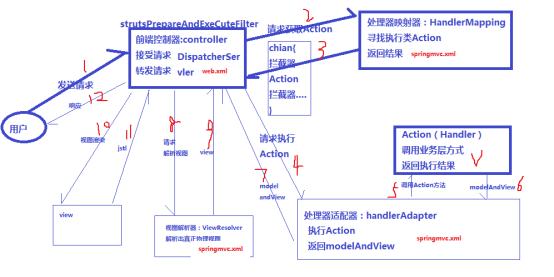 strutsPrepareAndExeCuteFilter
前端控制器:controller
接受请求 DispatcherSer
转发请求 vler web.xml
1
发送请求
响应
12
用户
2
请求获取Action
3
chian(
拦截器
Action
拦截器....
)
处理器映射器：HandlerMapping
寻找执行类Action
返回结果 springmvc.xml
10
视图渲染
11
jstl
view
8
请求
解析视图
9
view
视图解析器：ViewResolver
解析出真正物理视图
springmvc.xml
请求执行
Action
7
4
model
andView
Action（Handler）
调用业务层方式
返回执行结果
5
调用Action方法
modelAndView
6
处理器适配器：handlerAdapter
执行Action
返回modelAndView
springmvc.xml